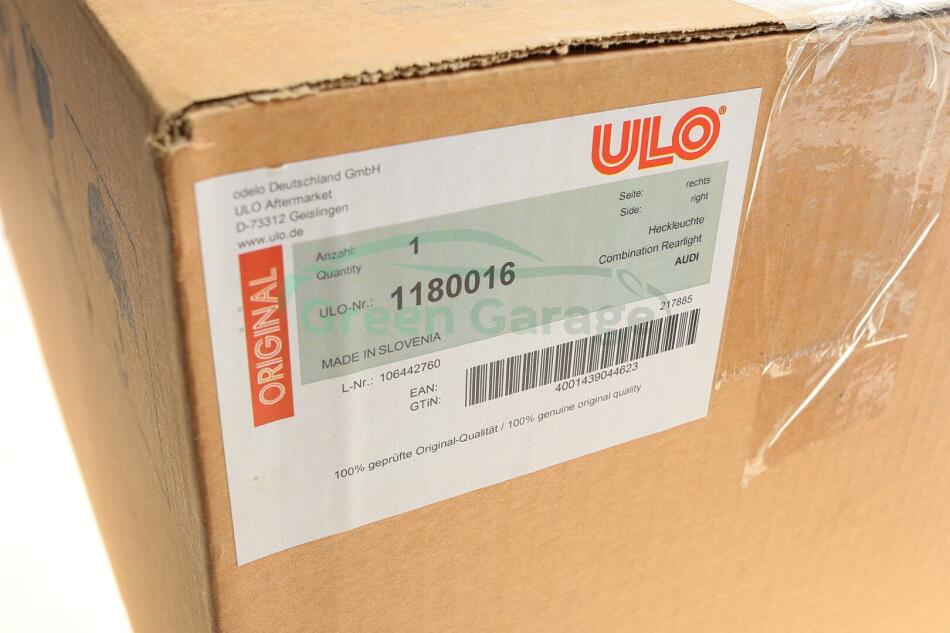 ULO®
odelo Deutschland GmbH
ULO Aftermarket
D-73312 Geislingen
www.ulo.de
ORIGINAL
Anzahl: 1
Quantity
Seite: rechts
Side: right
Heckleuchte
Combination Rearlight
AUDI
ULO-Nr.: 1180016
Green Garage
217885
MADE IN SLOVENIA
L-Nr.: 106442760
EAN:
GTiN:
4001439044623
100% geprüfte Original-Qualität / 100% genuine original quality